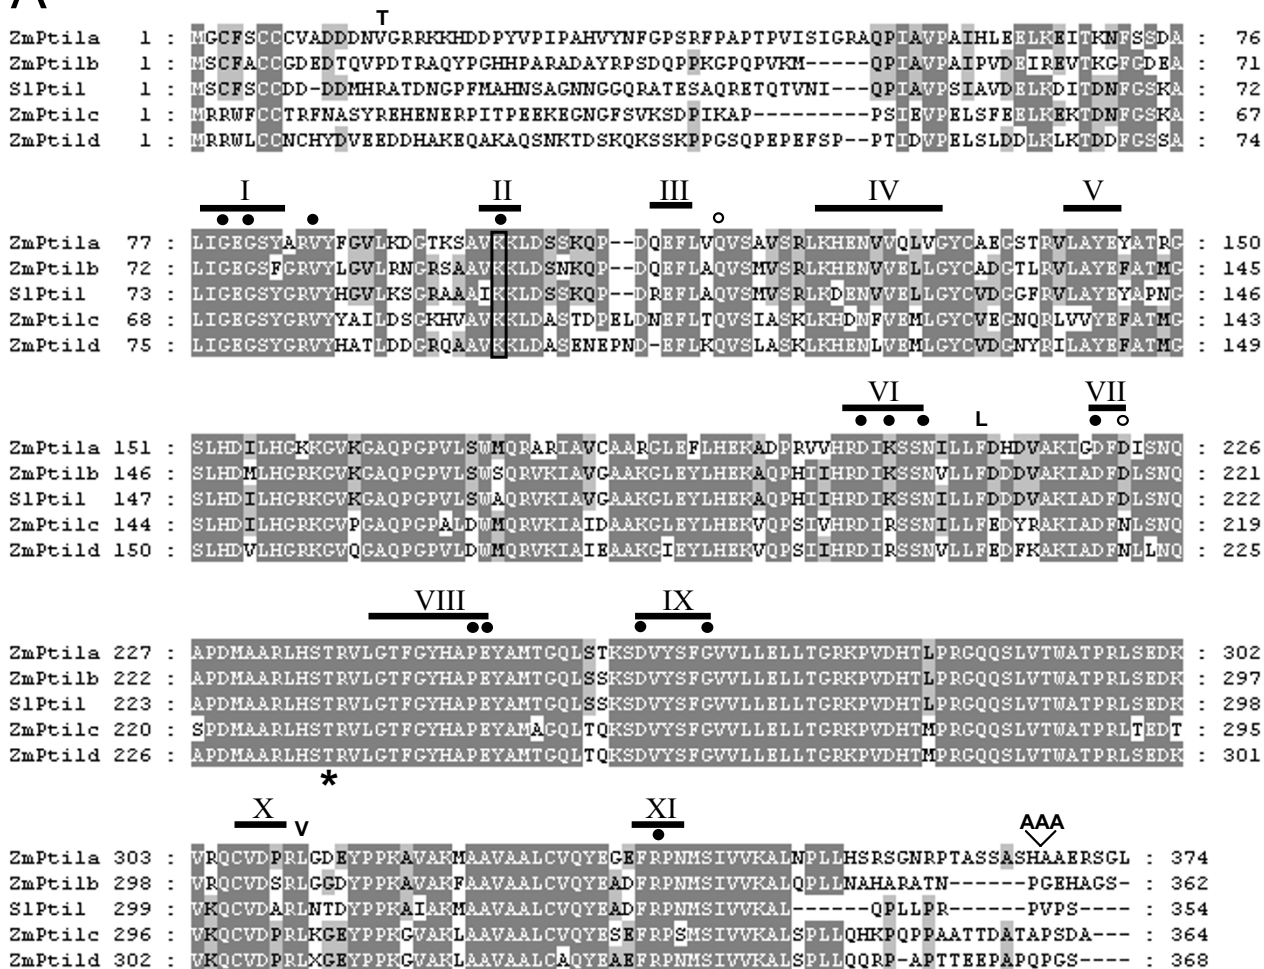 A
T
ZmPti1a 1 : MGCFSCCCVADDDNVGRRKKHDDPYVPIPAHVYNFGPSRFPAPTPVISIGRAQPIAVPAIHLEELKEITKNFSSDA : 76
ZmPti1b 1 : MSCFACCGDEDTQVPDTRAQYPGHHPARADAYRPSDQPPKGPQPVKM-----QPIAVPAIPVDEIREVTKGFGDEA : 71
SlPti1 1 : MSCFSCCDD-DDMHRATDNGPFMAHNSAGNNGGQRATESAQRETQTVNI---QPIAVPSIAVDELKDITDNFGSKA : 72
ZmPti1c 1 : MRRWFCCTRFNASYREHENERPITPEEKEGNGFSVKSDPIKAP---------PSIEVPELSFEELKEKTDNFGSKA : 67
ZmPti1d 1 : MRRWLCCNCHYDVEEDDHAKEQAKAQSNKTDSKQKSSKPPGSQPEPEFSP--PTIDVPELSLDDLKLKTDDFGSSA : 74
I II III IV V
ZmPti1a 77 : LIGEGSYARVYFGVLKDGTKSAVKKLDSSKQP--DQEFLVQVSAVSRLKHENVVQLVGYCAEGSTRVLAYEYATRG : 150
ZmPti1b 72 : LIGEGSFGRVYLGVLRNGRSAAVKKLDSNKQP--DQEFLAQVSMVSRLKHENVVELLGYCADGTLRVLAYEFATMG : 145
SlPti1 73 : LIGEGSYGRVYHGVLKSGRAAAIKKLDSSKQP--DREFLAQVSMVSRLKDENVVELLGYCVDGGFRVLAYEYAPNG : 146
ZmPti1c 68 : LIGEGSYGRVYYAILDSGKHVAVKKLDASTDPELDNEFLTQVSIASKLKHDNFVEMLGYCVEGNQRLVVYEFATMG : 143
ZmPti1d 75 : LIGEGSYGRVYHATLDDGRQAAVKKLDASENEPND-EFLKQVSLASKLKHENLVEMLGYCVDGNYRILAYEFATMG : 149
VI L VII
ZmPti1a 151 : SLHDILHGKKGVKGAQPGPVLSWMQRARIAVCAARGLEFLHEKADPRVVHRDIKSSNILLFDHDVAKIGDFDISNQ : 226
ZmPti1b 146 : SLHDMLHGRKGVKGAQPGPVLSWSQRVKIAVGAAKGLEYLHEKAQPHIIHRDIKSSNVLLFDDDVAKIADFDLSNQ : 221
SlPti1 147 : SLHDILHGRKGVKGAQPGPVLSWAQRVKIAVGAAKGLEYLHEKAQPHIIHRDIKSSNILLFDDDVAKIADFDLSNQ : 222
ZmPti1c 144 : SLHDILHGRKGVPGAQPGPALDWMQRVKIAIDAAKGLEYLHEKVQPSIVHRDIRSSNILLFEDYRAKIADFNLSNQ : 219
ZmPti1d 150 : SLHDVLHGRKGVQGAQPGPVLDWMQRVKIAIEAAKGIEYLHEKVQPSIIHRDIRSSNVLLFEDFKAKIADFNLLNQ : 225
VIII IX
ZmPti1a 227 : APDMAARLHSTRVLGTFGYHAPEYAMTGQLSTKSDVYSFGVVLLELLTGRKPVDHTLPRGQQSLVTWATPRLSEDK : 302
ZmPti1b 222 : APDMAARLHSTRVLGTFGYHAPEYAMTGQLSSKSDVYSFGVVLLELLTGRKPVDHTLPRGQQSLVTWATPRLSEDK : 297
SlPti1 223 : APDMAARLHSTRVLGTFGYHAPEYAMTGQLSSKSDVYSFGVVLLELLTGRKPVDHTLPRGQQSLVTWATPRLSEDK : 298
ZmPti1c 220 : SPDMAARLHSTRVLGTFGYHAPEYAMAGQLTQKSDVYSFGVVLLELLTGRKPVDHTMPRGQQSLVTWATPRLTEDT : 295
ZmPti1d 226 : APDMAARLHSTRVLGTFGYHAPEYAMTGQLTQKSDVYSFGVVLLELLTGRKPVDHTMPRGQQSLVTWATPRLSEDK : 301
*
X V XI AAA
ZmPti1a 303 : VRQCVDPRLGDEYPPKAVAKMAAVAALCVQYEGEFRPNMSIVVKALNPLLHSRSGNRPTASSASHAAERSGL : 374
ZmPti1b 298 : VRQCVDSRLGGDYPPKAVAKFAAVAALCVQYEADFRPNMSIVVKALQPLLNAHARATN------PGEHAGS- : 362
SlPti1 299 : VKQCVDARLNTDYPPKAIAKMAAVAALCVQYEADFRPNMSIVVKAL------QPLLPR------PVPS---- : 354
ZmPti1c 296 : VKQCVDPRLKGEYPPKGVAKLAAVAALCVQYESEFRPSMSIVVKALSPLLQHKPQPPAATTDATAPSDA--- : 364
ZmPti1d 302 : VKQCVDPRLXGEYPPKGVAKLAAVAALCAQYEAEFRPNMSIVVKALSPLLQQRP-APTTEEPAPQPGS---- : 368